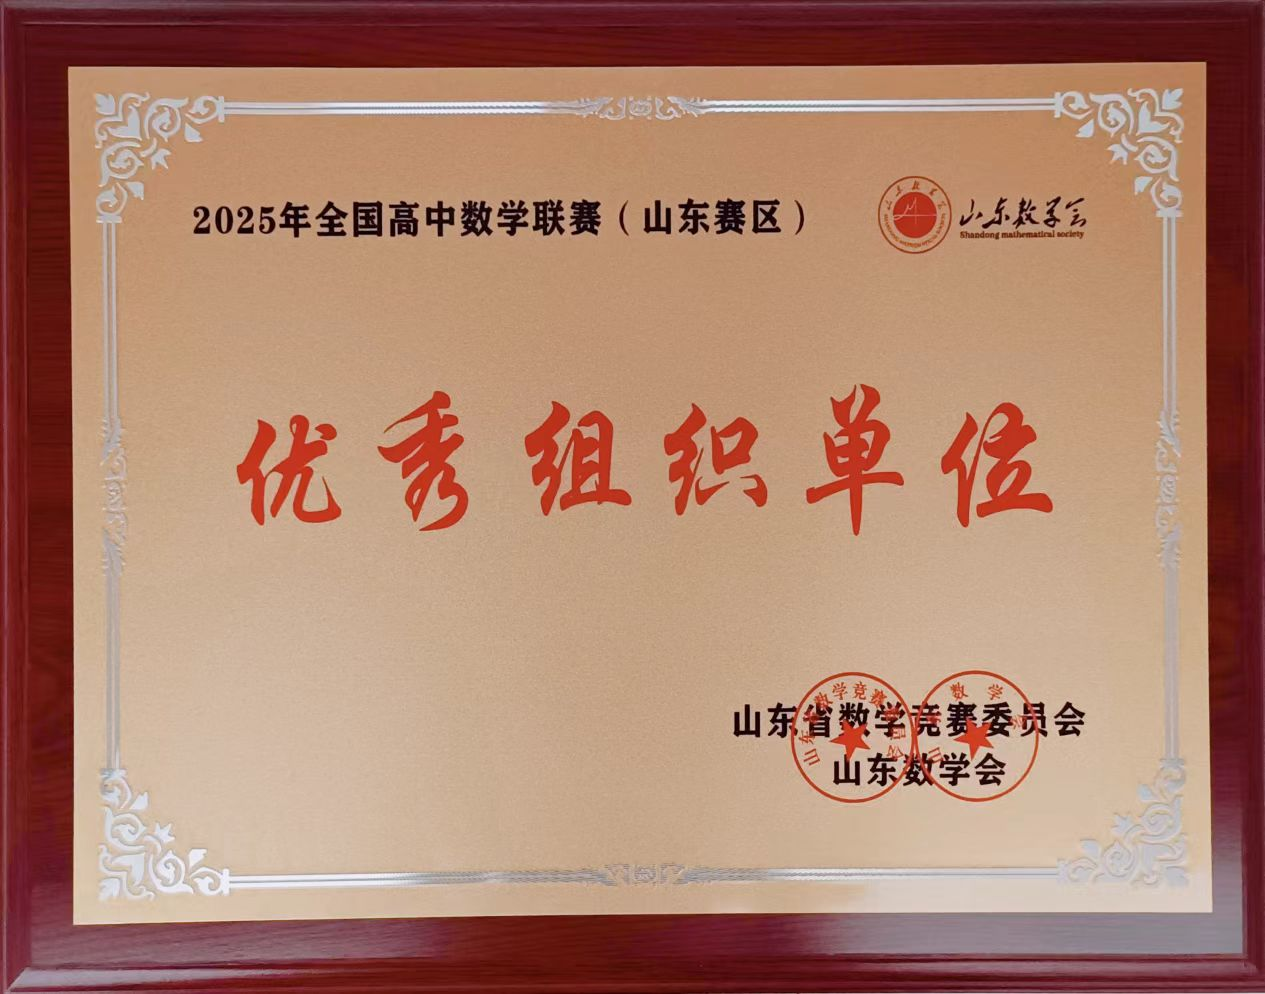 2025年全国高中数学联赛（山东赛区）
山东数学会
Shandong mathematical society
优秀组织单位
山东省数学竞赛委员会
山东数学会